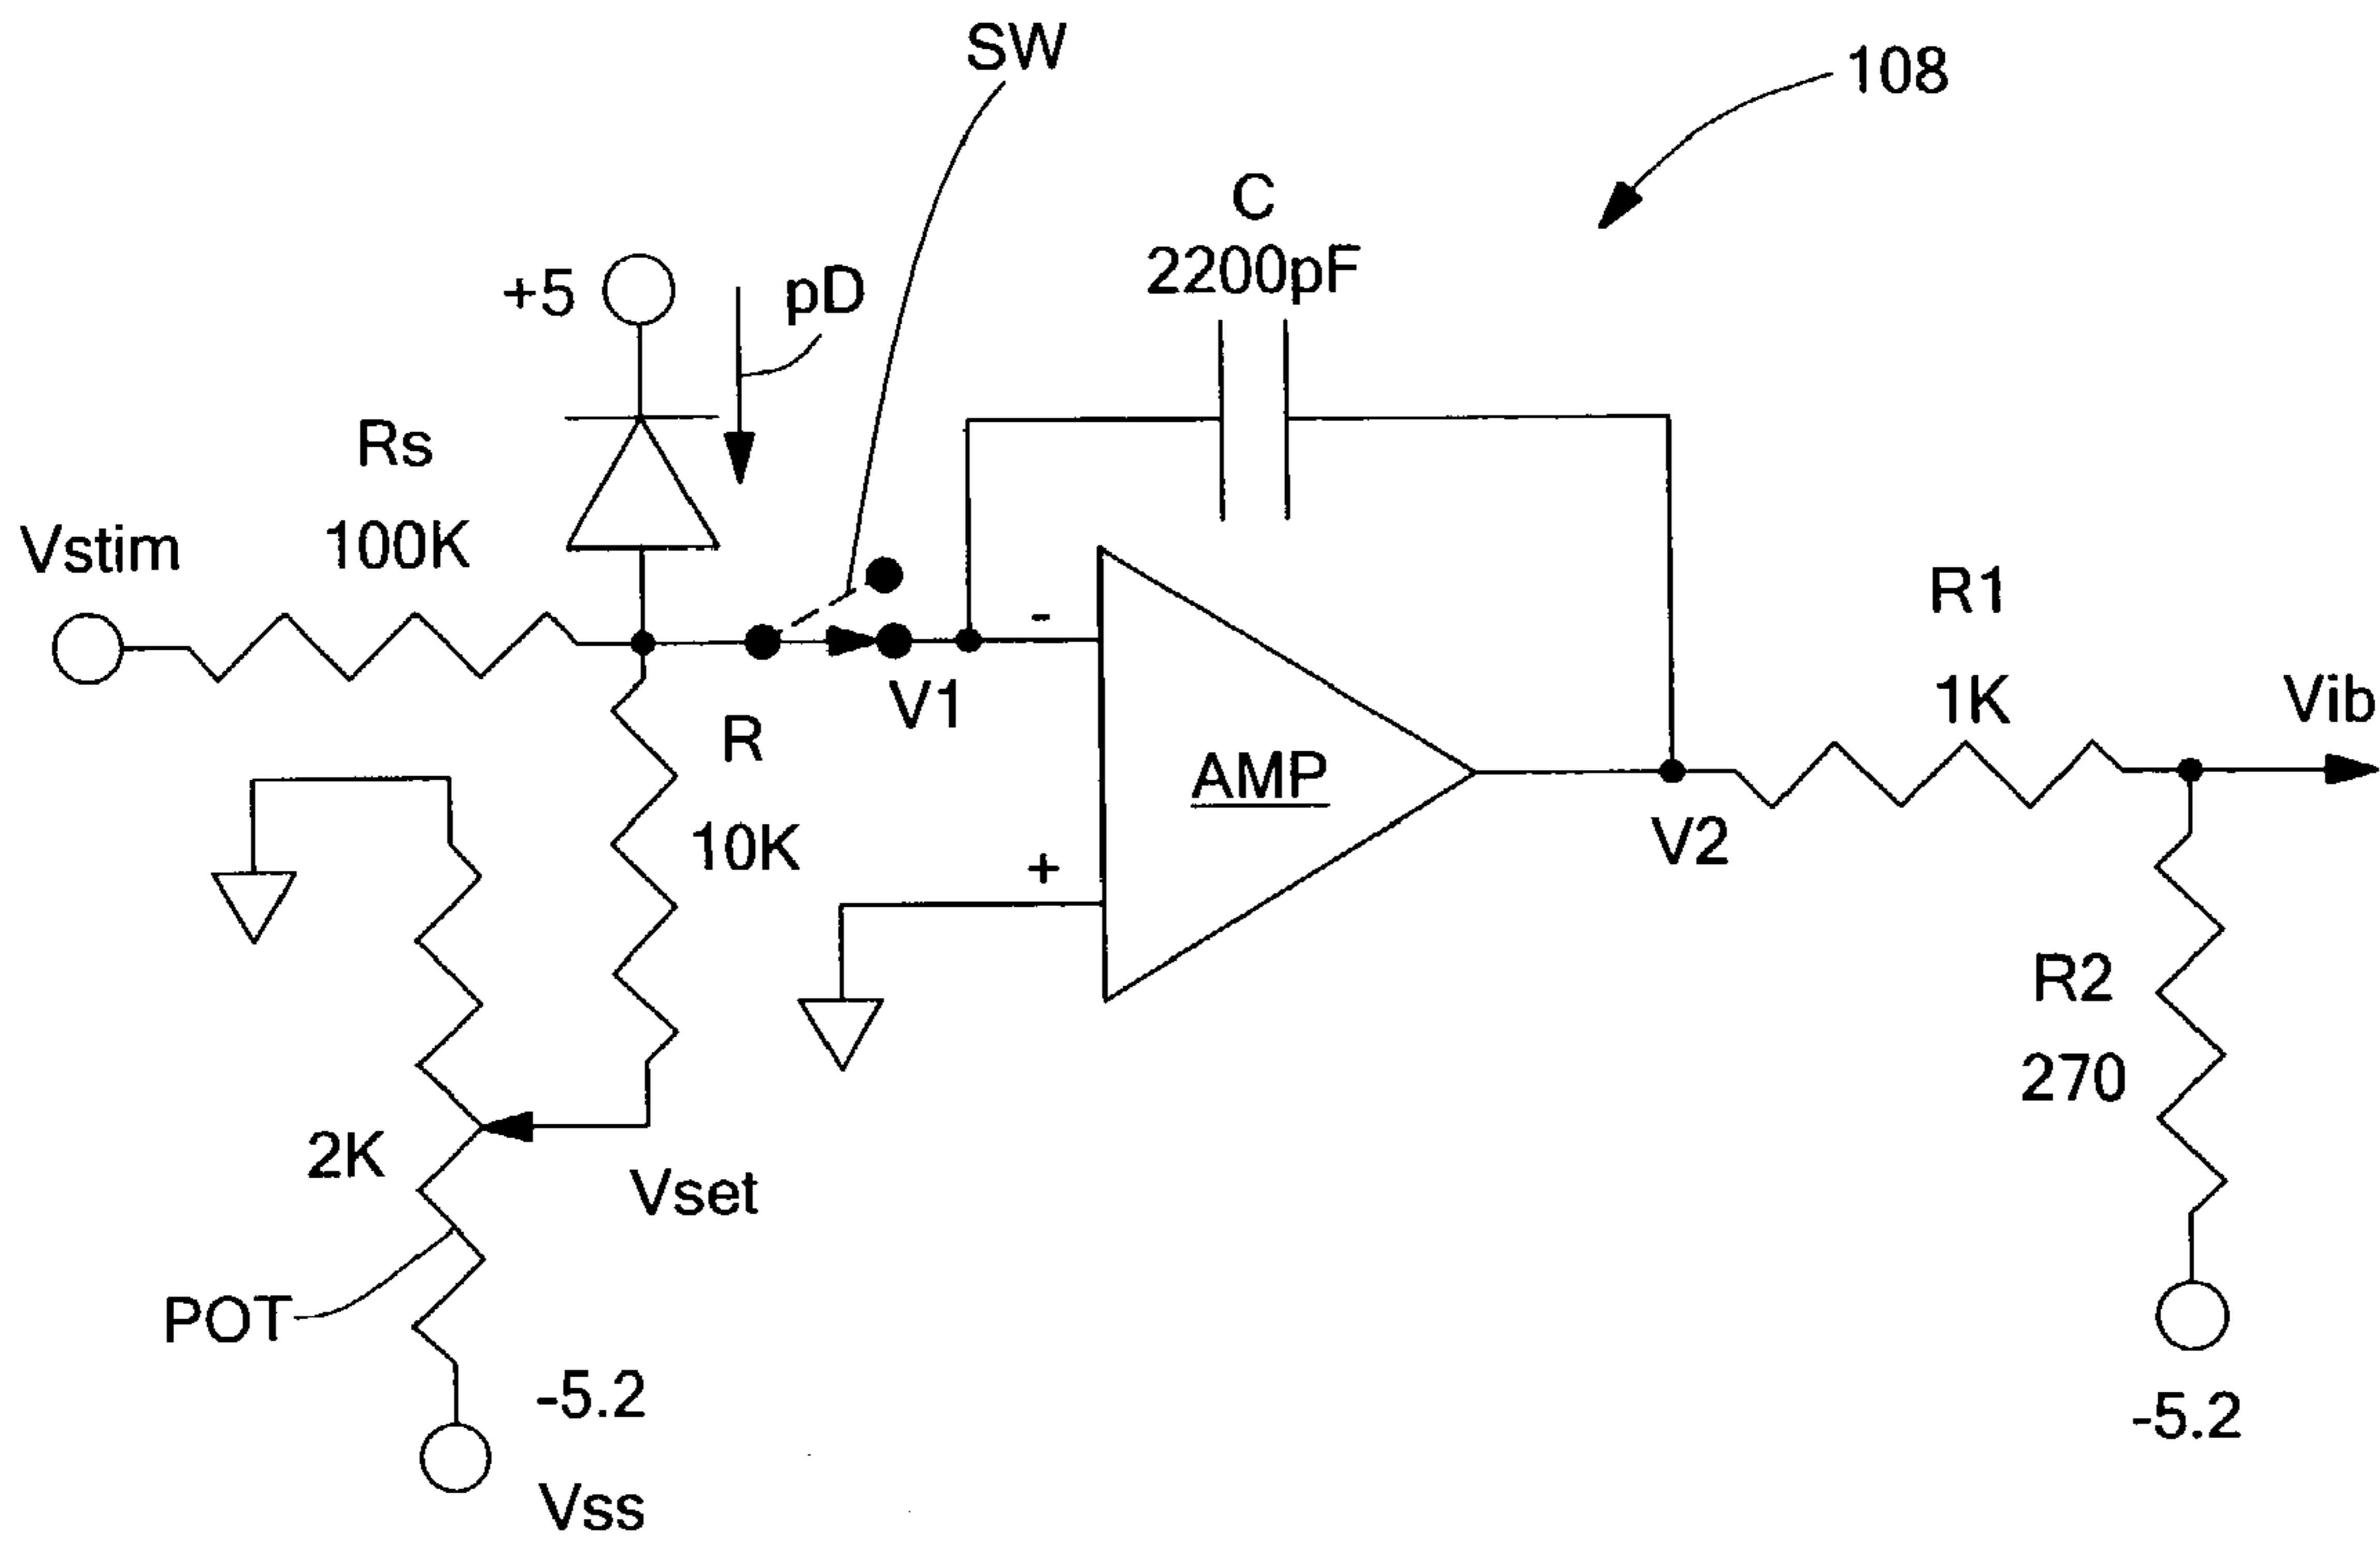 SW
108
C
2200pF
+5
pD
Rs
100K
Vstim
-
V1
R
10K
AMP
+
R1
1K
Vib
V2
R2
270
2K
Vset
POT
-5.2
Vss
-5.2